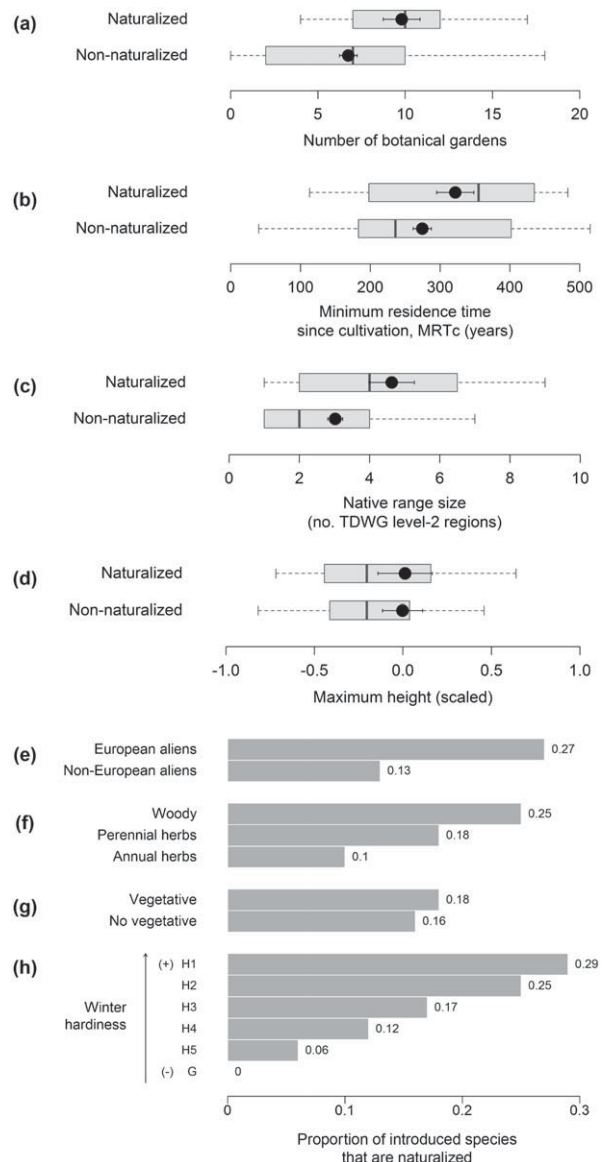 (a)
Naturalized
Non-naturalized
0 5 10 15 20
Number of botanical gardens
(b)
Naturalized
Non-naturalized
0 100 200 300 400 500
Minimum residence time
since cultivation, MRTc (years)
(c)
Naturalized
Non-naturalized
0 2 4 6 8 10
Native range size
(no. TDWG level-2 regions)
(d)
Naturalized
Non-naturalized
-1.0 -0.5 0.0 0.5 1.0
Maximum height (scaled)
(e)
European aliens 0.27
Non-European aliens 0.13
(f)
Woody 0.25
Perennial herbs 0.18
Annual herbs 0.1
(g)
Vegetative 0.18
No vegetative 0.16
(h)
Winter
hardiness
(+) H1 0.29
H2 0.25
H3 0.17
H4 0.12
H5 0.06
(-) G 0
0 0.1 0.2 0.3
Proportion of introduced species
that are naturalized